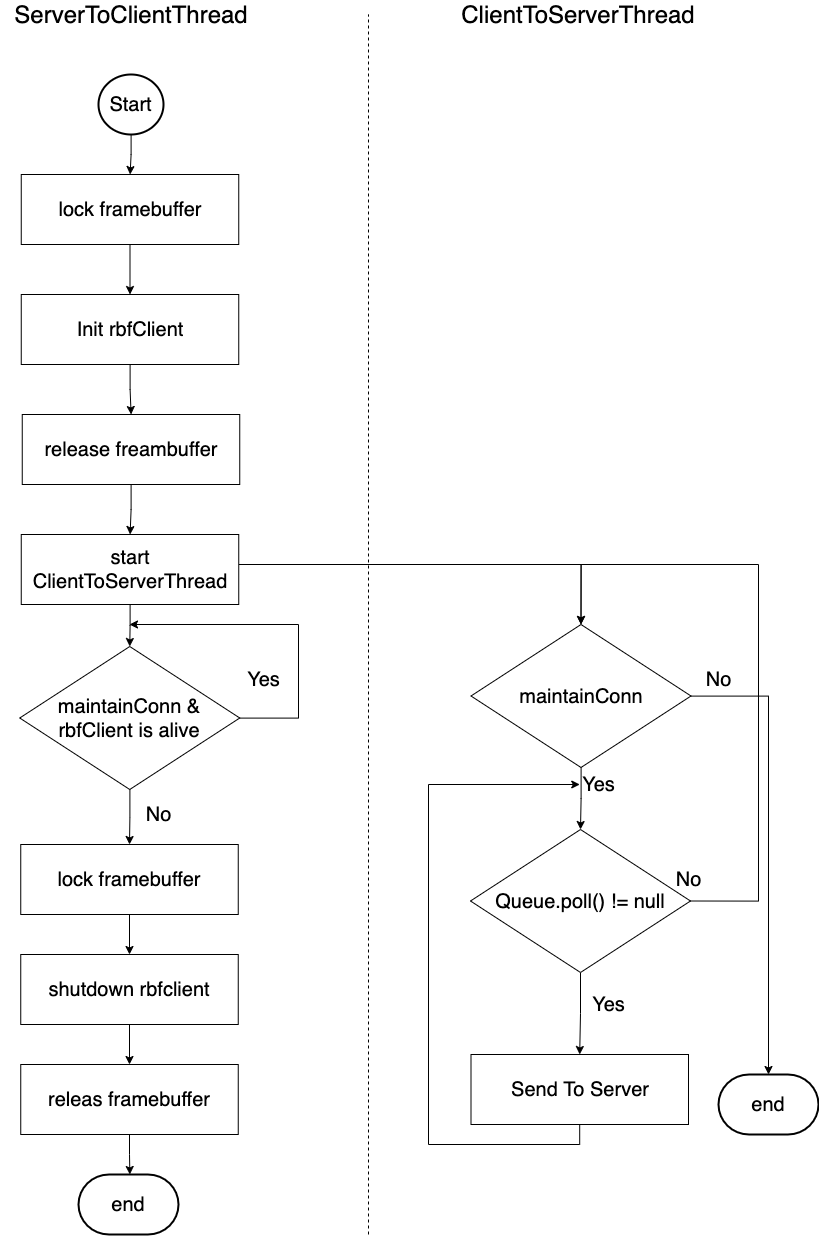 ServerToClientThread
Start
lock framebuffer
Init rbfClient
release freambuffer
start
ClientToServerThread
Yes
maintainConn &
rbfClient is alive
No
lock framebuffer
shutdown rbfclient
releas framebuffer
end
ClientToServerThread
maintainConn
No
Yes
Queue.poll() != null
No
Yes
Send To Server
end